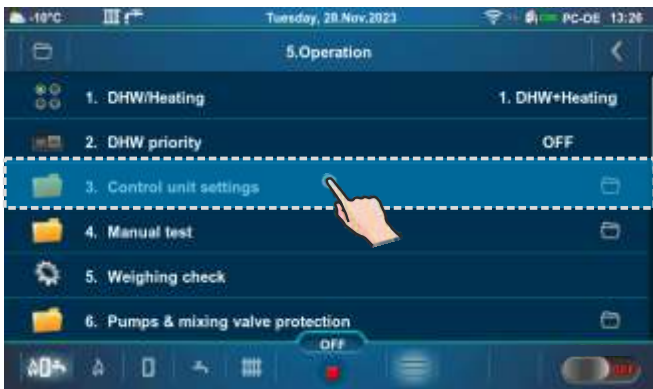 -10°C Tuesday, 28.Nov.2023 PC-OE 13:26
5.Operation
1. DHW/Heating 1. DHW+Heating
2. DHW priority OFF
3. Control unit settings
4. Manual test
5. Weighing check
6. Pumps & mixing valve protection
OFF
OFF